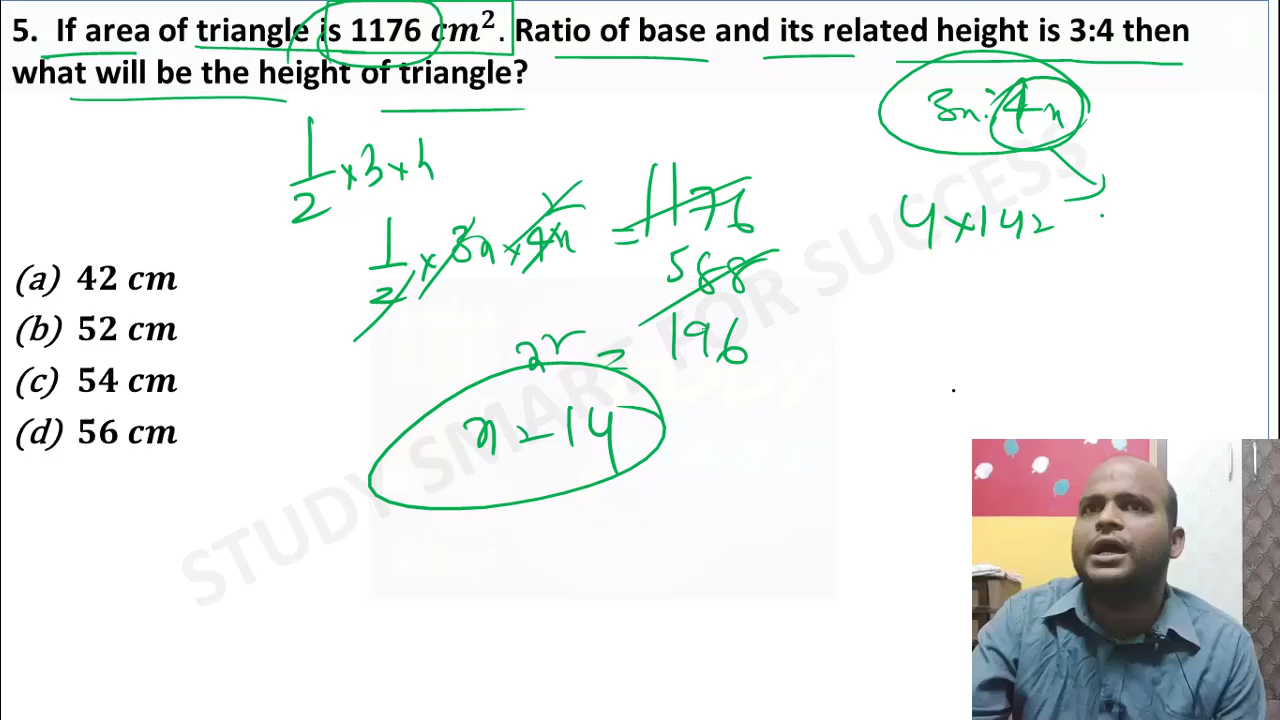 5. If area of triangle is 1176 cm². Ratio of base and its related height is 3:4 then
what will be the height of triangle?
3x:4x
1/2 × b × h
1/2 × 3x × 4x = 1176
4×14=
588
196
x² =
x = 14
(a) 42 cm
(b) 52 cm
(c) 54 cm
(d) 56 cm
STUDY SMART FOR SUCCESS